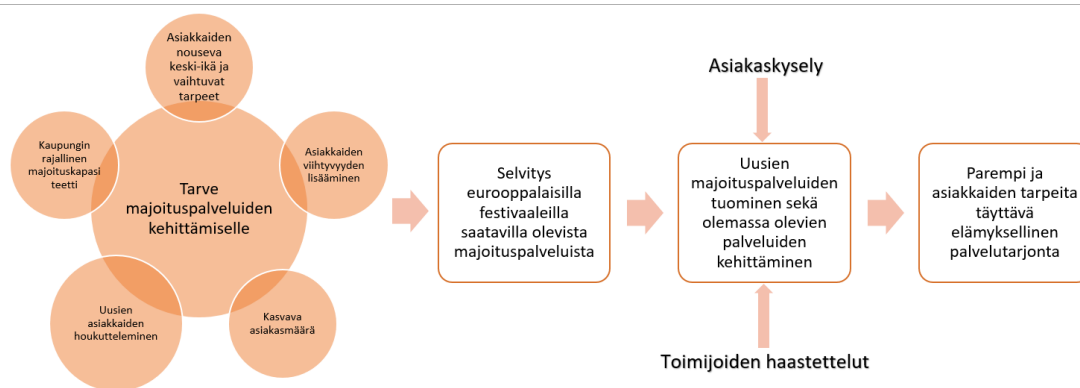 Asiakkaiden
nouseva
keski-ikä ja
vaihtuvat
tarpeet
Kaupungin
rajallinen
majoituskapasi
teetti
Asiakkaiden
viihtyvyyden
lisääminen
Tarve
majoituspalveluiden
kehittämiselle
Uusien
asiakkaiden
houkutteleminen
Kasvava
asiakasmäärä
Selvitys
eurooppalaisilla
festivaaleilla
saatavilla olevista
majoituspalveluista
Asiakaskysely
Uusien
majoituspalveluiden
tuominen sekä
olemassa olevien
palveluiden
kehittäminen
Toimijoiden haastettelut
Parempi ja
asiakkaiden tarpeita
täyttävä
elämyksellinen
palvelutarjonta